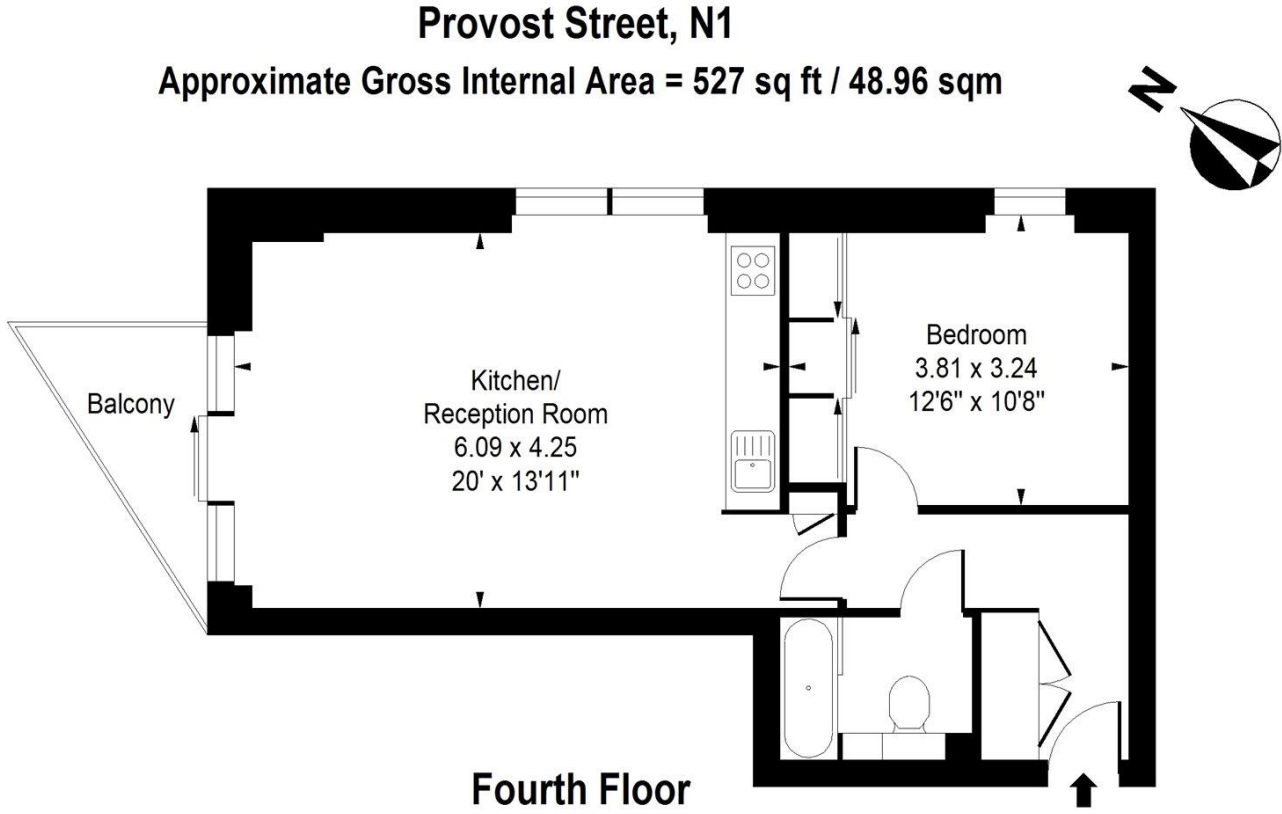 Provost Street, N1
Approximate Gross Internal Area = 527 sq ft / 48.96 sqm
N
Balcony
Kitchen/
Reception Room
6.09 x 4.25
20' x 13'11"
Bedroom
3.81 x 3.24
12'6" x 10'8"
Fourth Floor